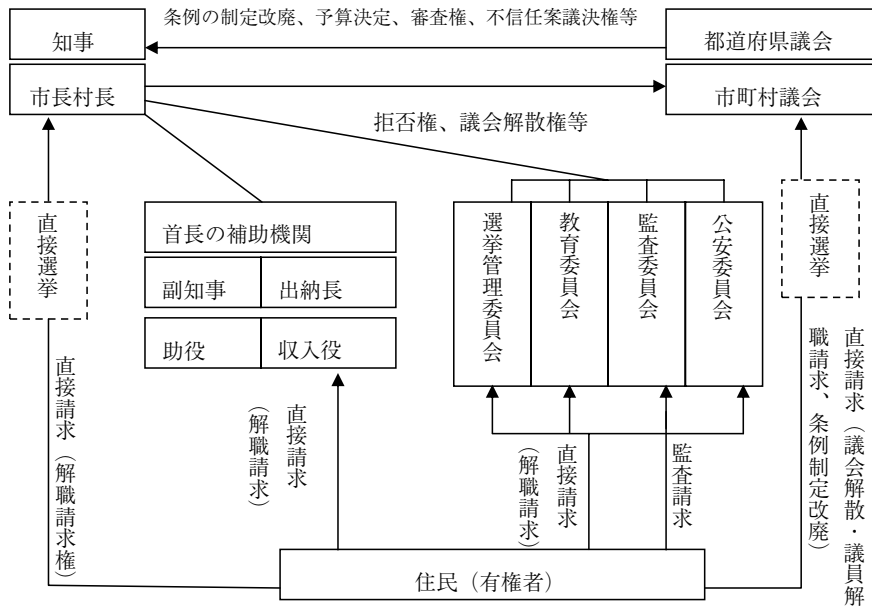 条例の制定改廃、予算決定、審査権、不信任案議決権等
知事
都道府県議会
市長村長
市町村議会
拒否権、議会解散権等
直接選挙
首長の補助機関
副知事
出納長
助役
収入役
選挙管理委員会
教育委員会
監査委員会
公安委員会
直接選挙
直接請求（解職請求権）
直接請求
（解職請求）
直接請求
（解職請求）
監査請求
直接請求（議会解散・議員解
職請求、条例制定改廃）
住民（有権者）